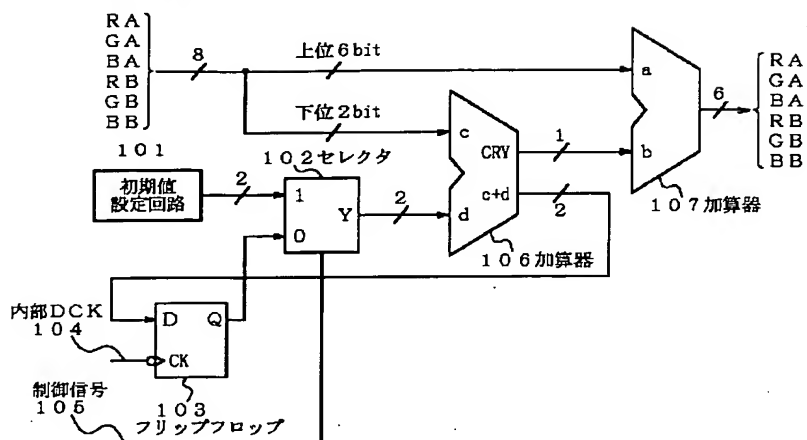 RA
GA
BA
RB
GB
BB
101
8
上位6bit
下位2bit
a
b
6
RA
GA
BA
RB
GB
BB
107加算器
c
CRY
1
c+d
2
d
106加算器
102セレクタ
初期値
設定回路
2
1
Y
0
2
内部DCK
104
D Q
CK
103
フリップフロップ
制御信号
105